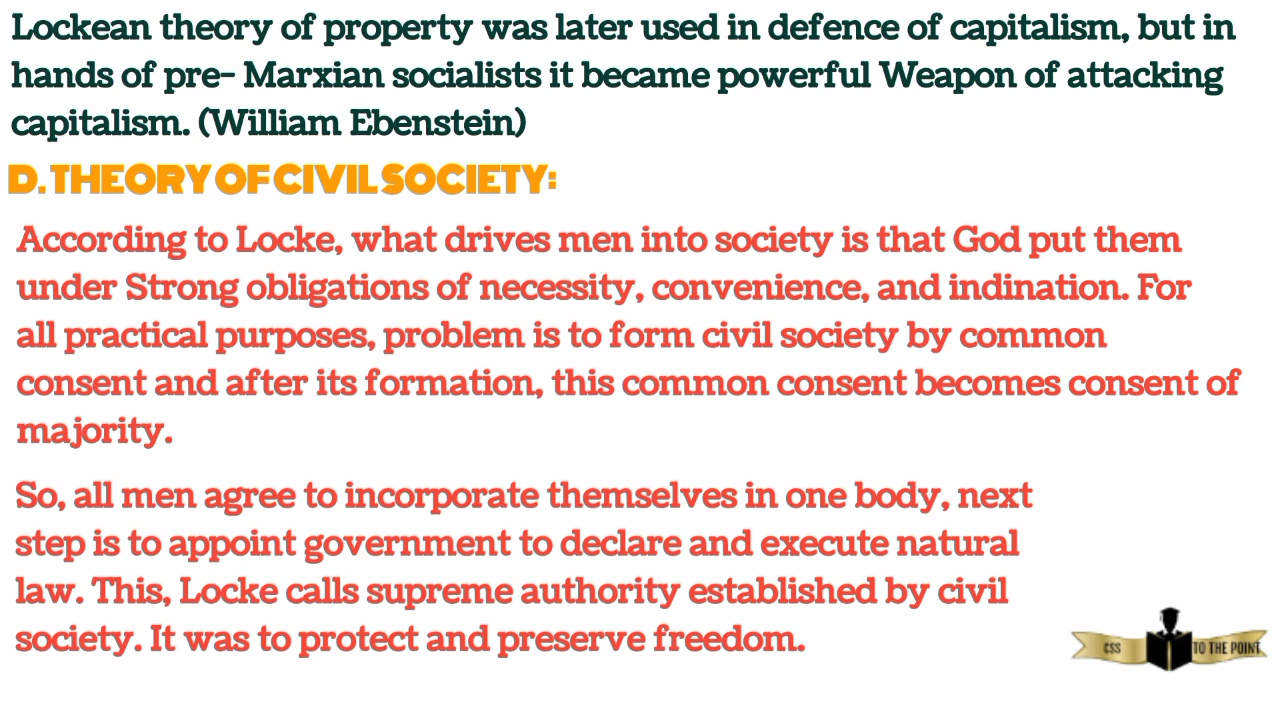 Lockean theory of property was later used in defence of capitalism, but in
hands of pre- Marxian socialists it became powerful Weapon of attacking
capitalism. (William Ebenstein)
D. THEORY OF CIVIL SOCIETY:
According to Locke, what drives men into society is that God put them
under Strong obligations of necessity, convenience, and indination. For
all practical purposes, problem is to form civil society by common
consent and after its formation, this common consent becomes consent of
majority.
So, all men agree to incorporate themselves in one body, next
step is to appoint government to declare and execute natural
law. This, Locke calls supreme authority established by civil
society. It was to protect and preserve freedom.
CSS TO THE POINT